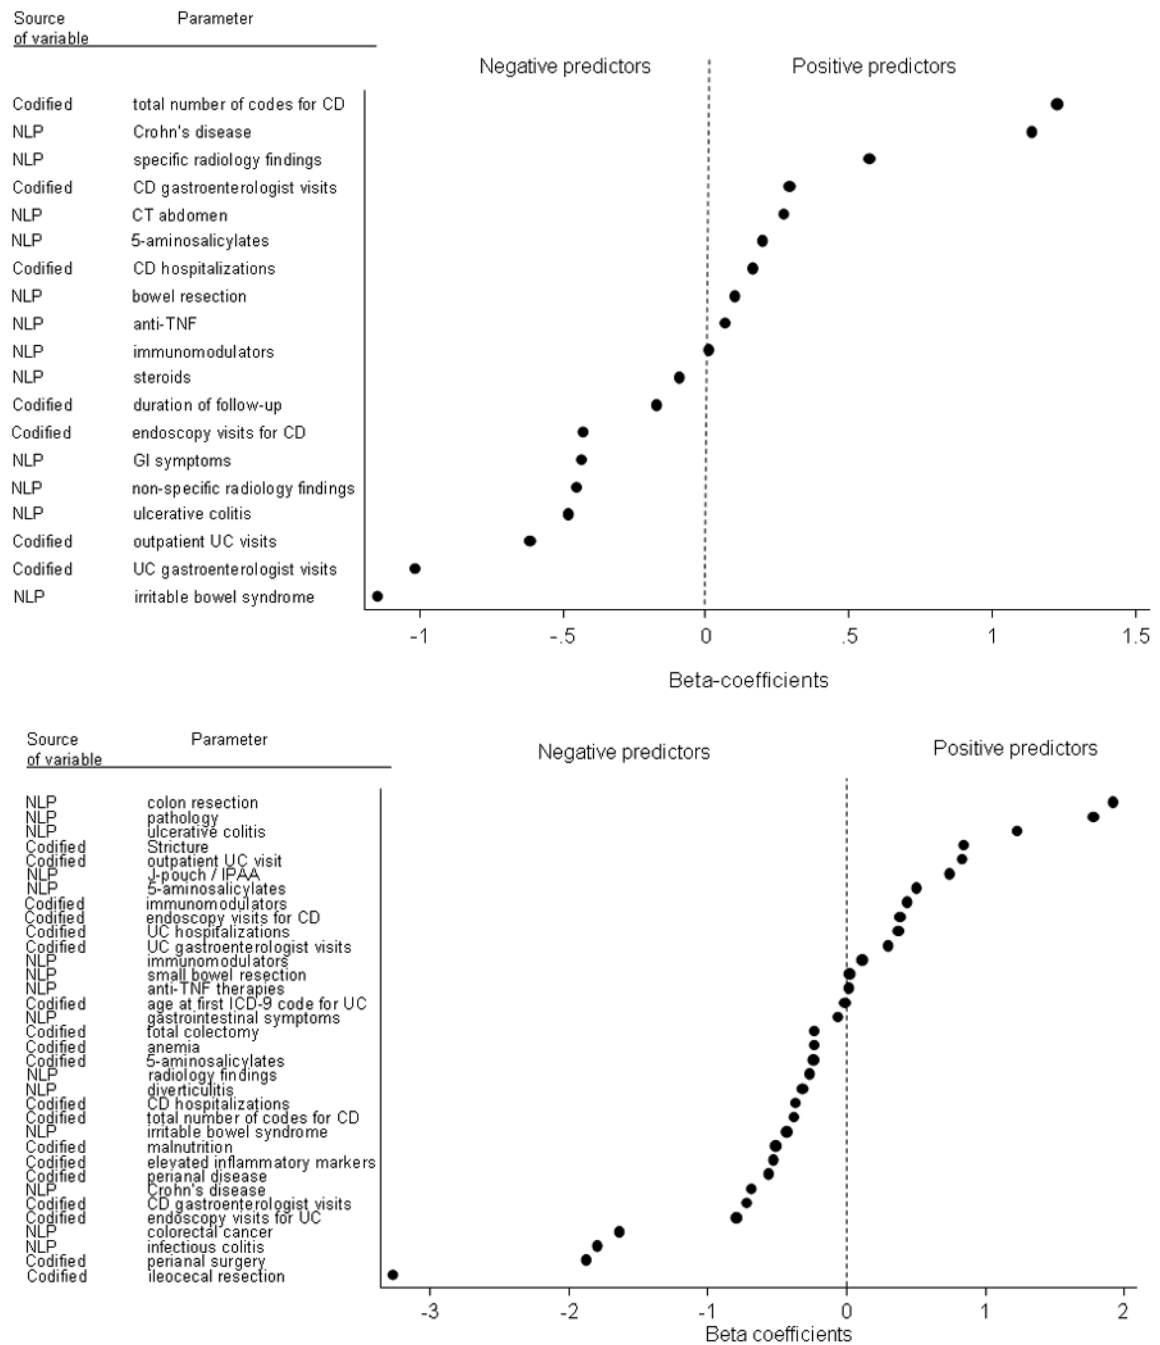 Source Parameter
of variable
Negative predictors Positive predictors
Codified total number of codes for CD
NLP Crohn's disease
NLP specific radiology findings
Codified CD gastroenterologist visits
NLP CT abdomen
NLP 5-aminosalicylates
Codified CD hospitalizations
NLP bowel resection
NLP anti-TNF
NLP immunomodulators
NLP steroids
Codified duration of follow-up
Codified endoscopy visits for CD
NLP GI symptoms
NLP non-specific radiology findings
NLP ulcerative colitis
Codified outpatient UC visits
Codified UC gastroenterologist visits
NLP irritable bowel syndrome
-1 -.5 0 .5 1 1.5
Beta-coefficients
Source Parameter
of variable
Negative predictors Positive predictors
NLP colon resection
NLP pathology
NLP ulcerative colitis
Codified Stricture
Codified outpatient UC visit
NLP J-pouch / IPAA
NLP 5-aminosalicylates
Codified immunomodulators
Codified endoscopy visits for CD
Codified UC hospitalizations
Codified UC gastroenterologist visits
NLP immunomodulators
NLP small bowel resection
NLP anti-TNF therapies
Codified age at first ICD-9 code for UC
NLP gastrointestinal symptoms
Codified total colectomy
Codified anemia
Codified 5-aminosalicylates
NLP radiology findings
NLP diverticulitis
Codified CD hospitalizations
Codified total number of codes for CD
NLP irritable bowel syndrome
Codified malnutrition
Codified elevated inflammatory markers
Codified perianal disease
NLP Crohn's disease
Codified CD gastroenterologist visits
Codified endoscopy visits for UC
NLP colorectal cancer
NLP infectious colitis
Codified perianal surgery
Codified ileocecal resection
-3 -2 -1 0 1 2
Beta coefficients